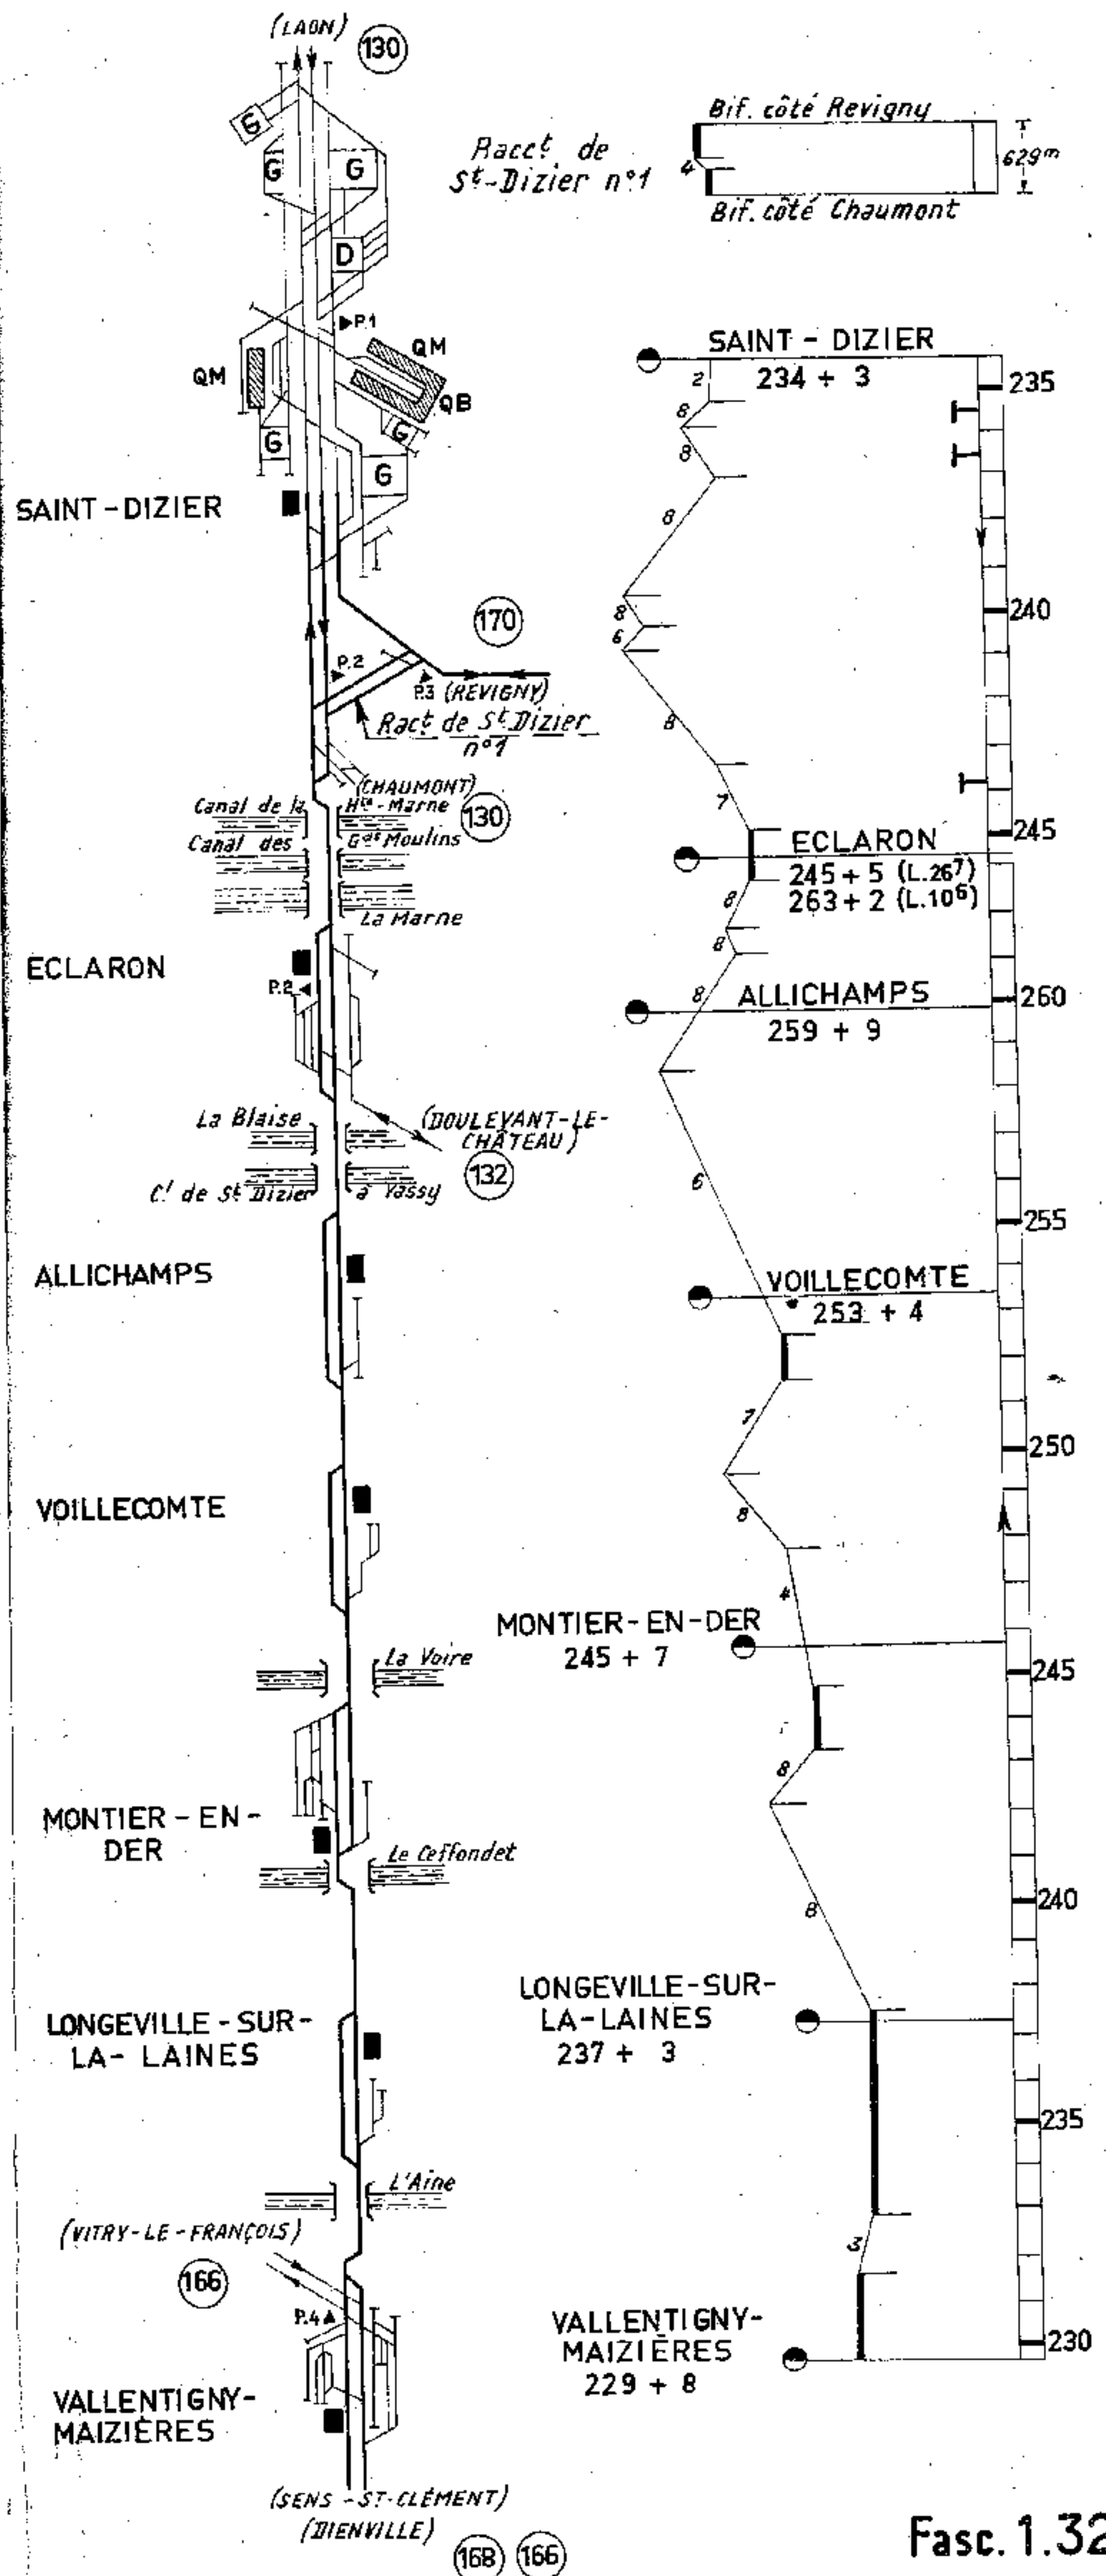 (LAON)
130
G
G
G
D
P.1
QM
QM
QB
G
G
G
SAINT-DIZIER
170
P.2
P.3 (REVIGNY)
Ract de St Dizier
n°1
(CHAUMONT)
130
Canal de la Hte-Marne
Canal des Gds Moulins
La Marne
ECLARON
P.2
La Blaise
(DOULEVANT-LE-
CHÂTEAU)
132
Cl de St Dizier à Vassy
ALLICHAMPS
VOILLECOMTE
La Voire
MONTIER-EN-
DER
Le Ceffondet
LONGEVILLE-SUR-
LA-LAINES
L'Aine
(VITRY-LE-FRANÇOIS)
166
P.4
VALLENTIGNY-
MAIZIÈRES
(SENS-ST-CLÉMENT)
(DIENVILLE)
168 166
Racct de
St-Dizier n°1
Bif. côté Revigny
4
629m
Bif. côté Chaumont
SAINT-DIZIER
234 + 3
2
235
8
8
8
240
8
6
8
7
245
ECLARON
245 + 5 (L.26⁷)
263 + 2 (L.10⁶)
8
8
8
ALLICHAMPS
259 + 9
260
6
255
VOILLECOMTE
253 + 4
7
250
8
4
MONTIER-EN-DER
245 + 7
245
8
240
8
LONGEVILLE-SUR-
LA-LAINES
237 + 3
235
3
VALLENTIGNY-
MAIZIÈRES
229 + 8
230
Fasc. 1.32